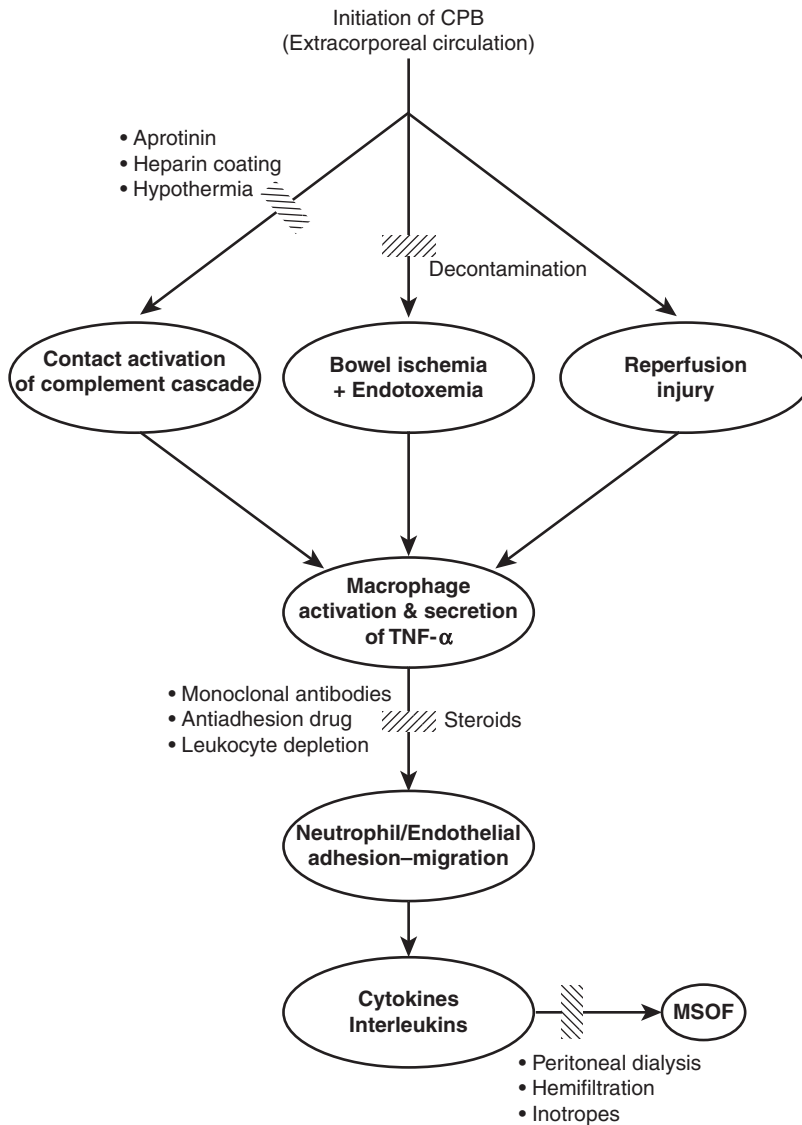 Initiation of CPB
(Extracorporeal circulation)
• Aprotinin
• Heparin coating
• Hypothermia
Decontamination
Contact activation
of complement cascade
Bowel ischemia
+ Endotoxemia
Reperfusion
injury
Macrophage
activation & secretion
of TNF-α
• Monoclonal antibodies
• Antiadhesion drug
• Leukocyte depletion
Steroids
Neutrophil/Endothelial
adhesion–migration
Cytokines
Interleukins
MSOF
• Peritoneal dialysis
• Hemifiltration
• Inotropes